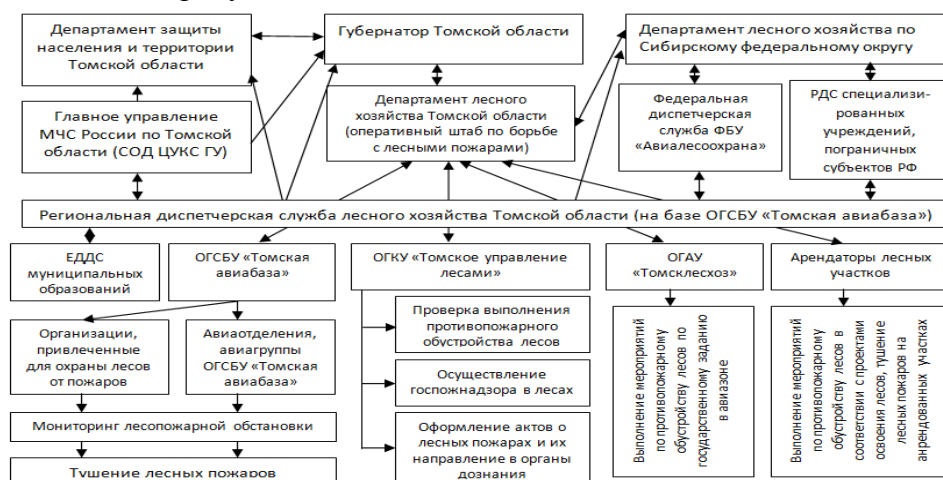 Департамент защиты
населения и территории
Томской области
Губернатор Томской области
Департамент лесного хозяйства по
Сибирскому федеральному округу
Главное управление
МЧС России по Томской
области (СОД ЦУКС ГУ)
Департамент лесного
хозяйства Томской области
(оперативный штаб по борьбе
с лесными пожарами)
Федеральная
диспетчерская
служба ФБУ
«Авиалесоохрана»
РДС специализи-
рованных
учреждений,
пограничных
субъектов РФ
Региональная диспетчерская служба лесного хозяйства Томской области (на базе ОГСБУ «Томская авиабаза»)
ЕДДС
муниципальных
образований
ОГСБУ «Томская
авиабаза»
ОГКУ «Томское управление
лесами»
ОГАУ
«Томсклесхоз»
Арендаторы лесных
участков
Организации,
привлеченные
для охраны лесов
от пожаров
Авиаотделения,
авиагруппы
ОГСБУ «Томская
авиабаза»
Мониторинг лесопожарной обстановки
Тушение лесных пожаров
Проверка выполнения
противопожарного
обустройства лесов
Осуществление
госпожнадзора в лесах
Оформление актов о
лесных пожарах и их
направление в органы
дознания
Выполнение мероприятий
по противопожарному
обустройству лесов по
государственному заданию
в авиазоне
Выполнение мероприятий
по противопожарному
обустройству лесов в
соответствии с проектами
освоения лесов, тушение
лесных пожаров на
анрендованных участках